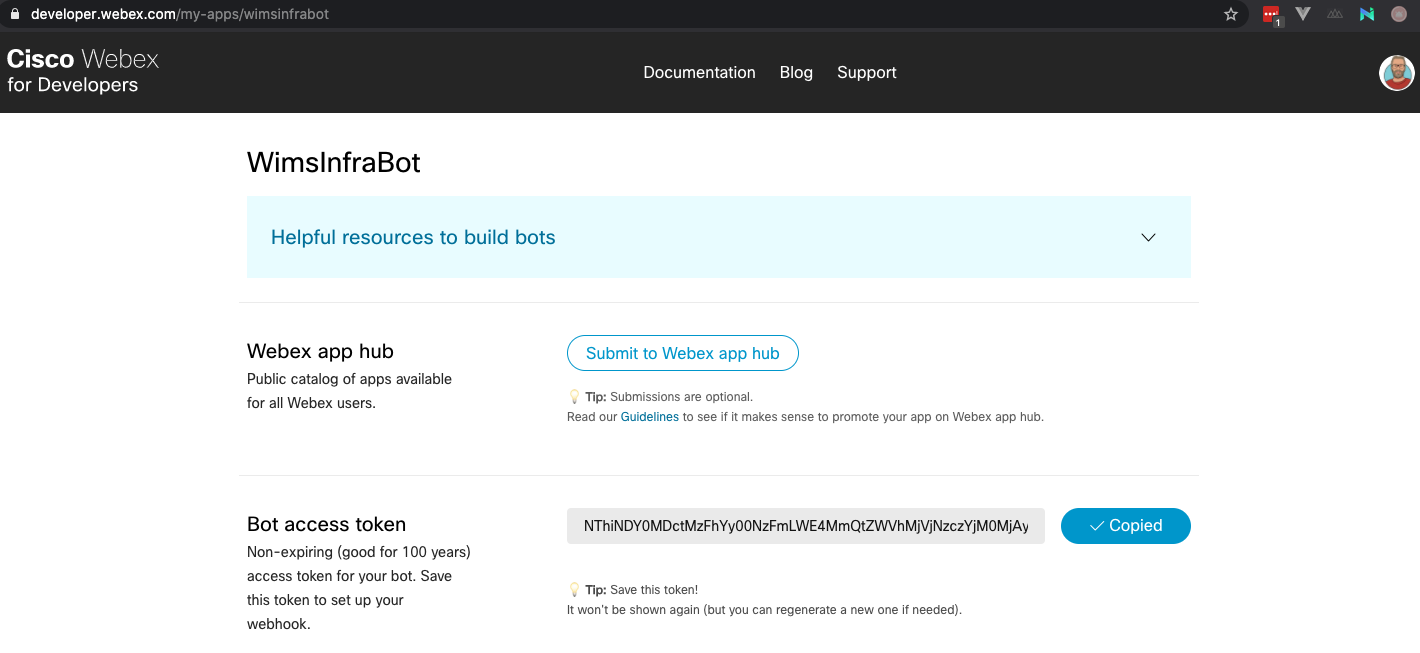 developer.webex.com/my-apps/wimsinfrabot
1
Cisco Webex
for Developers
Documentation Blog Support
WimsInfraBot
Helpful resources to build bots
Webex app hub
Public catalog of apps available
for all Webex users.
Submit to Webex app hub
Tip: Submissions are optional.
Read our Guidelines to see if it makes sense to promote your app on Webex app hub.
Bot access token
Non-expiring (good for 100 years)
access token for your bot. Save
this token to set up your
webhook.
NThiNDY0MDctMzFhYy00NzFmLWE4MmQtZWVhMjVjNzczYjM0MjAy
Copied
Tip: Save this token!
It won't be shown again (but you can regenerate a new one if needed).